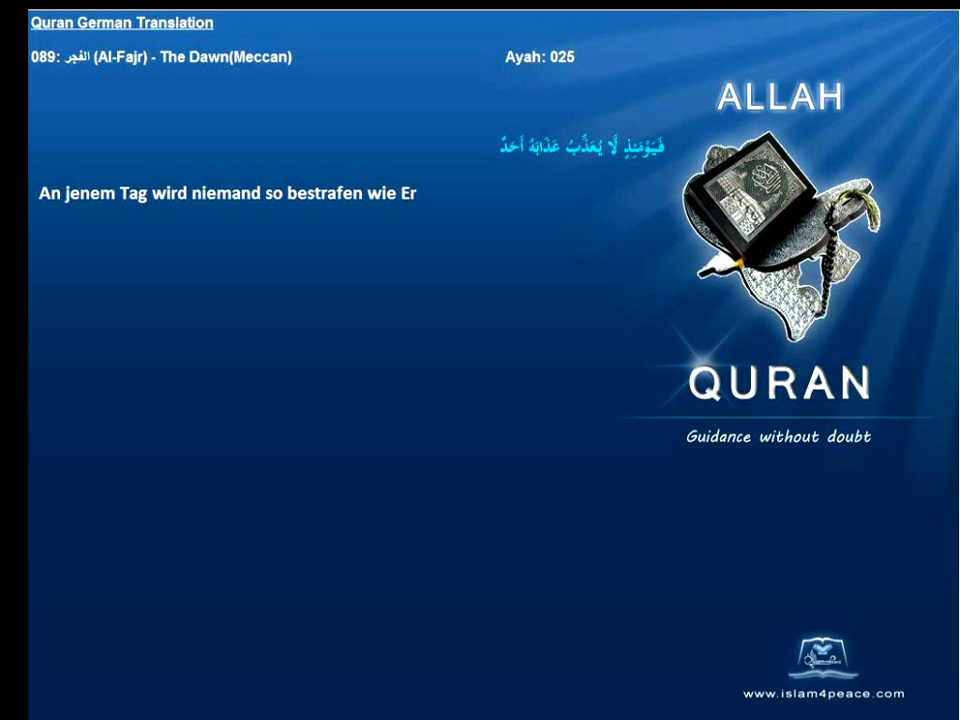 Quran German Translation
089: الفجر (Al-Fajr) - The Dawn(Meccan)
Ayah: 025
ALLAH
فَيَوْمَئِذٍ لَّا يُعَذِّبُ عَذَابَهُ أَحَدٌ
An jenem Tag wird niemand so bestrafen wie Er
QURAN
Guidance without doubt
www.islam4peace.com